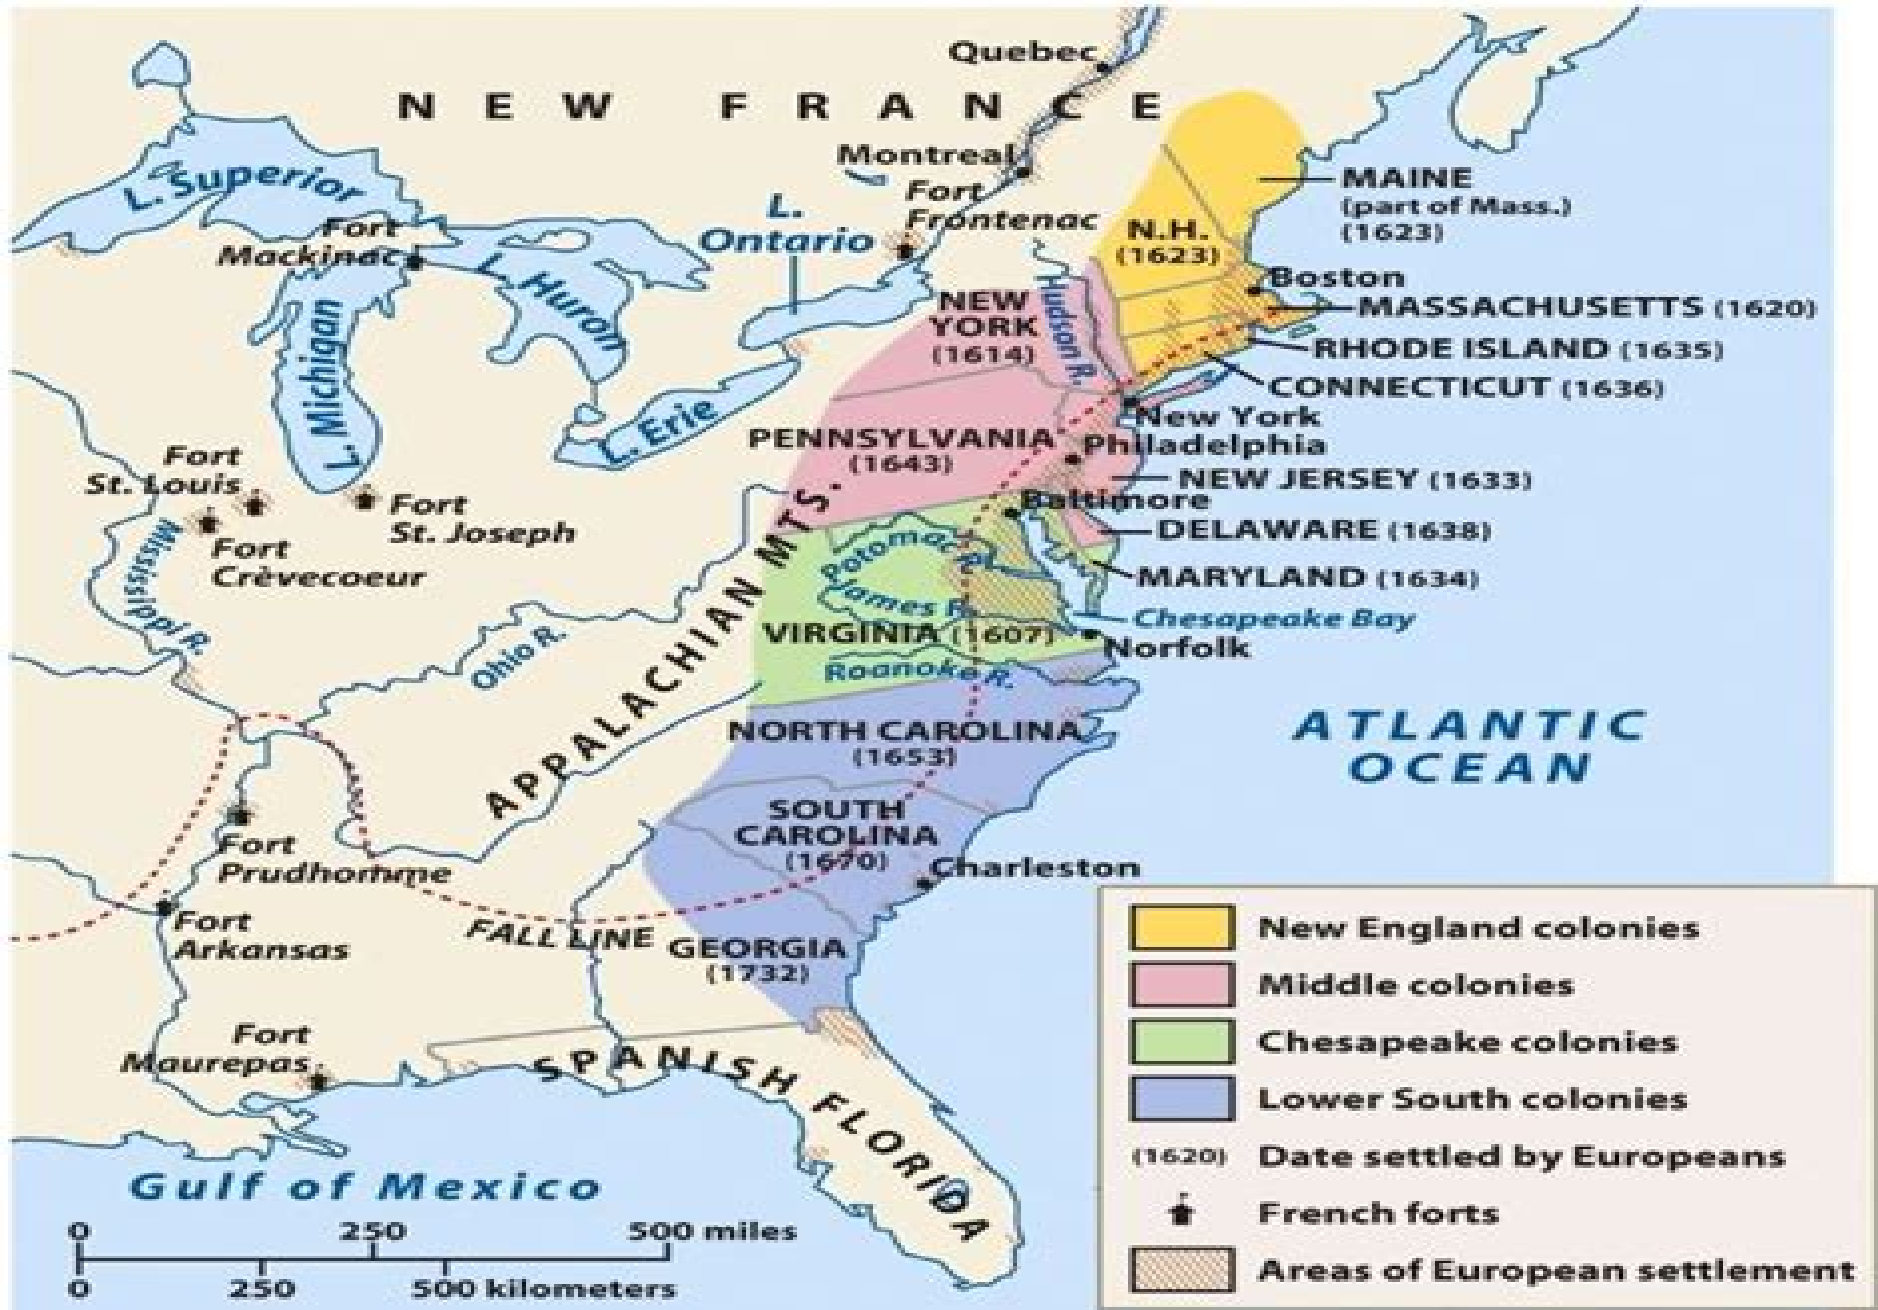 Quebec
NEW FRANCE
Montreal
L. Superior
Fort
Frontenac
L.
Ontario
Fort
Mackinac
L. Huron
MAINE
(part of Mass.)
(1623)
N.H.
(1623)
Boston
MASSACHUSETTS (1620)
NEW
YORK
(1614)
Hudson R.
RHODE ISLAND (1635)
CONNECTICUT (1636)
L. Michigan
L. Erie
New York
PENNSYLVANIA
(1643)
Philadelphia
NEW JERSEY (1633)
Fort
St. Louis
Fort
St. Joseph
Baltimore
DELAWARE (1638)
Fort
Crèvecoeur
Mississippi R.
Potomac R.
MARYLAND (1634)
James R.
Chesapeake Bay
VIRGINIA (1607)
Norfolk
Ohio R.
Roanoke R.
APPALACHIAN MTS.
NORTH CAROLINA
(1653)
ATLANTIC
OCEAN
SOUTH
CAROLINA
(1670)
Charleston
Fort
Prudhomme
Fort
Arkansas
FALL LINE
GEORGIA
(1732)
Fort
Maurepas
SPANISH FLORIDA
Gulf of Mexico
0 250 500 miles
0 250 500 kilometers
New England colonies
Middle colonies
Chesapeake colonies
Lower South colonies
(1620) Date settled by Europeans
French forts
Areas of European settlement